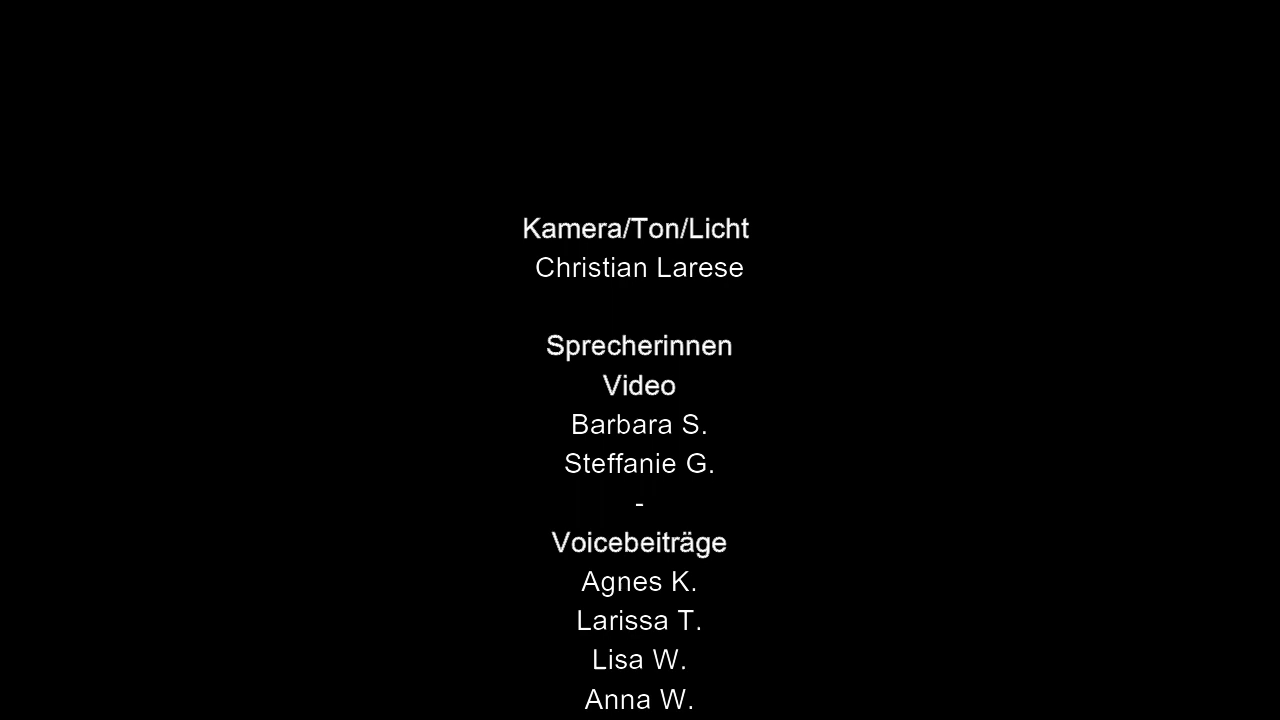 Kamera/Ton/Licht
Christian Larese
Sprecherinnen
Video
Barbara S.
Steffanie G.
-
Voicebeiträge
Agnes K.
Larissa T.
Lisa W.
Anna W.